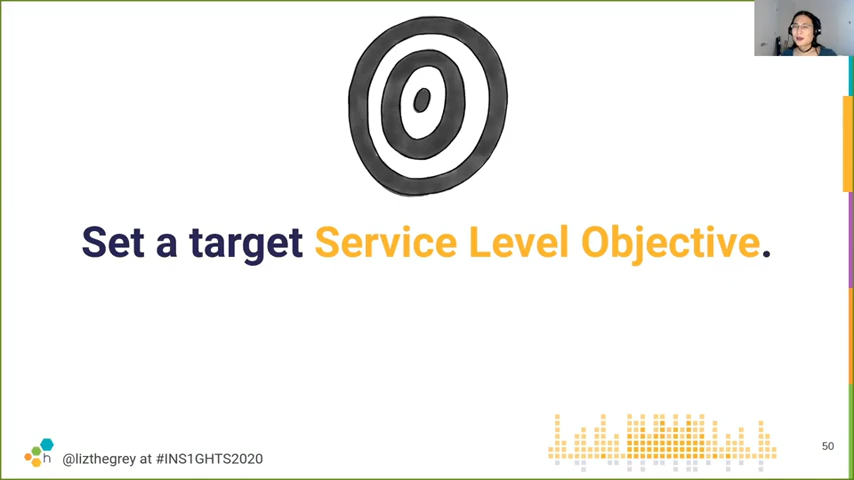 Set a target Service Level Objective.
h
@lizthegrey at #INS1GHTS2020
50